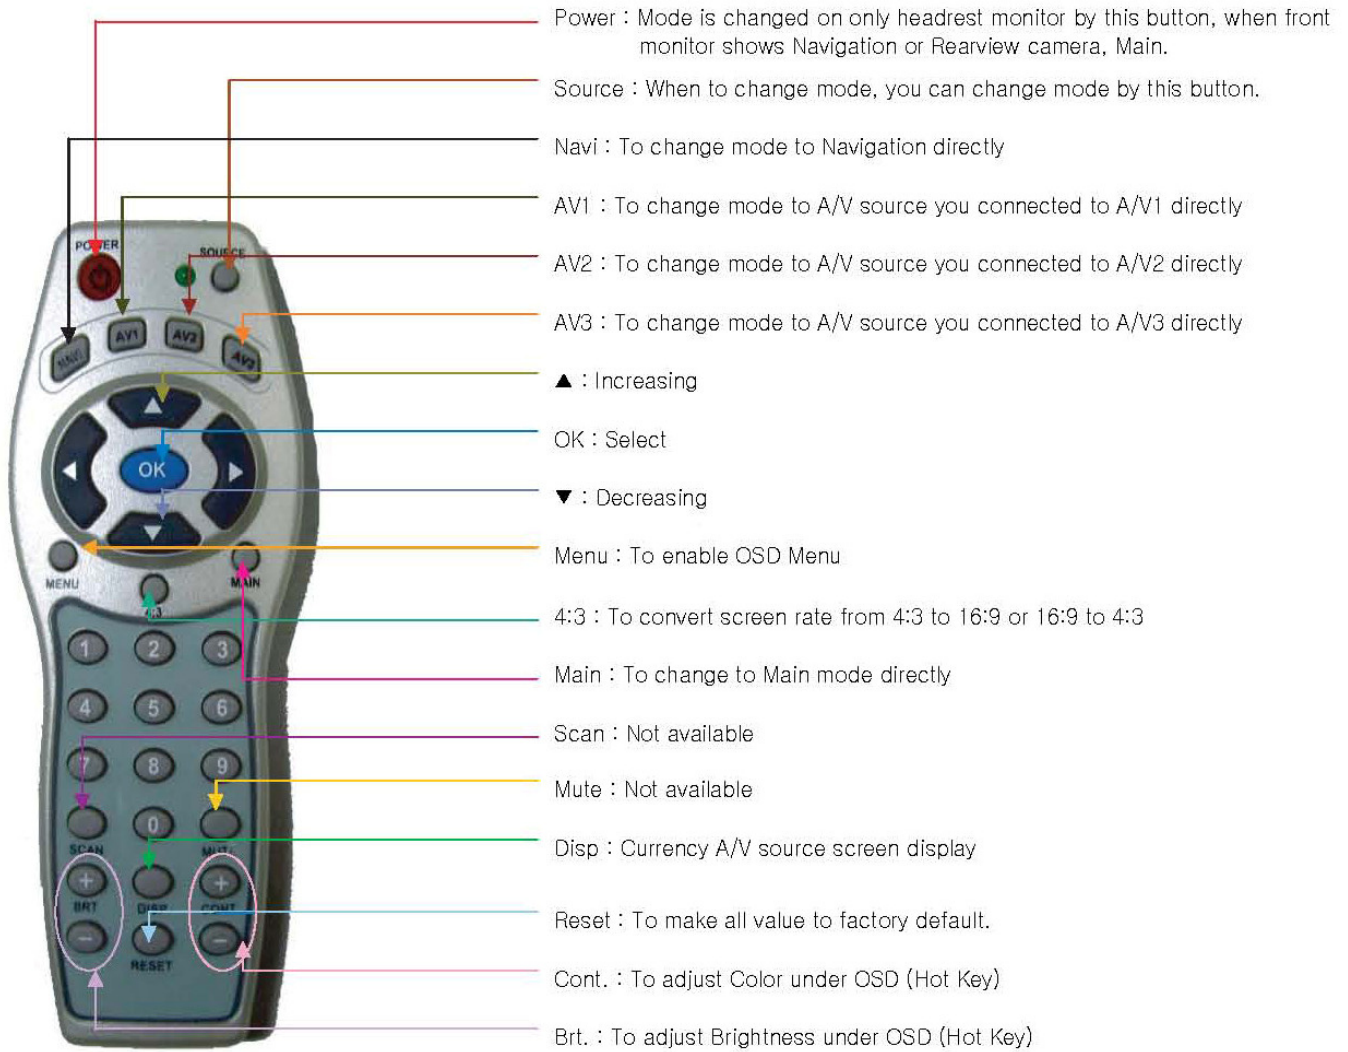 Power : Mode is changed on only headrest monitor by this button, when front
monitor shows Navigation or Rearview camera, Main.
Source : When to change mode, you can change mode by this button.
Navi : To change mode to Navigation directly
AV1 : To change mode to A/V source you connected to A/V1 directly
AV2 : To change mode to A/V source you connected to A/V2 directly
AV3 : To change mode to A/V source you connected to A/V3 directly
▲ : Increasing
OK : Select
▼ : Decreasing
Menu : To enable OSD Menu
4:3 : To convert screen rate from 4:3 to 16:9 or 16:9 to 4:3
Main : To change to Main mode directly
Scan : Not available
Mute : Not available
Disp : Currency A/V source screen display
Reset : To make all value to factory default.
Cont. : To adjust Color under OSD (Hot Key)
Brt. : To adjust Brightness under OSD (Hot Key)
POWER
SOURCE
NAVI
AV1
AV2
AV3
▲
◀ OK ▶
▼
MENU
MAIN
4:3
1 2 3
4 5 6
7 8 9
0
SCAN
MUTE
+ +
BRT DISP CONT
- -
RESET